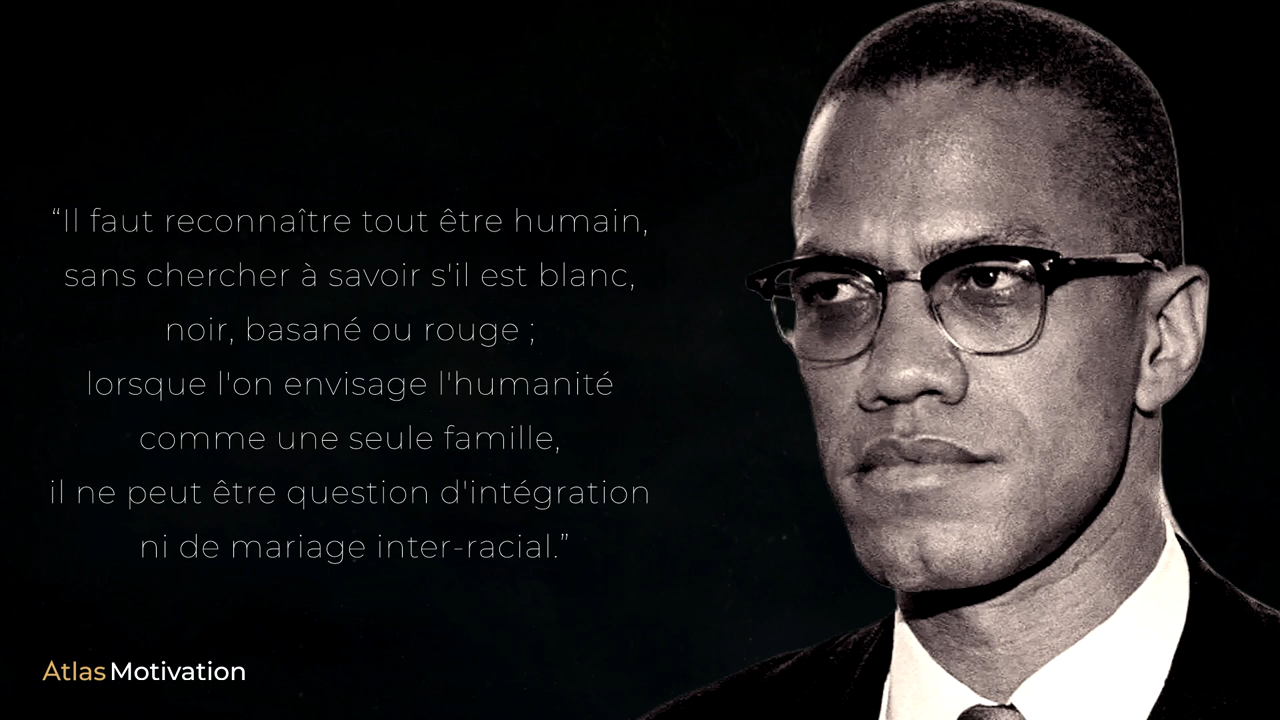 “Il faut reconnaître tout être humain,
sans chercher à savoir s'il est blanc,
noir, basané ou rouge ;
lorsque l'on envisage l'humanité
comme une seule famille,
il ne peut être question d'intégration
ni de mariage inter-racial.”
Atlas Motivation